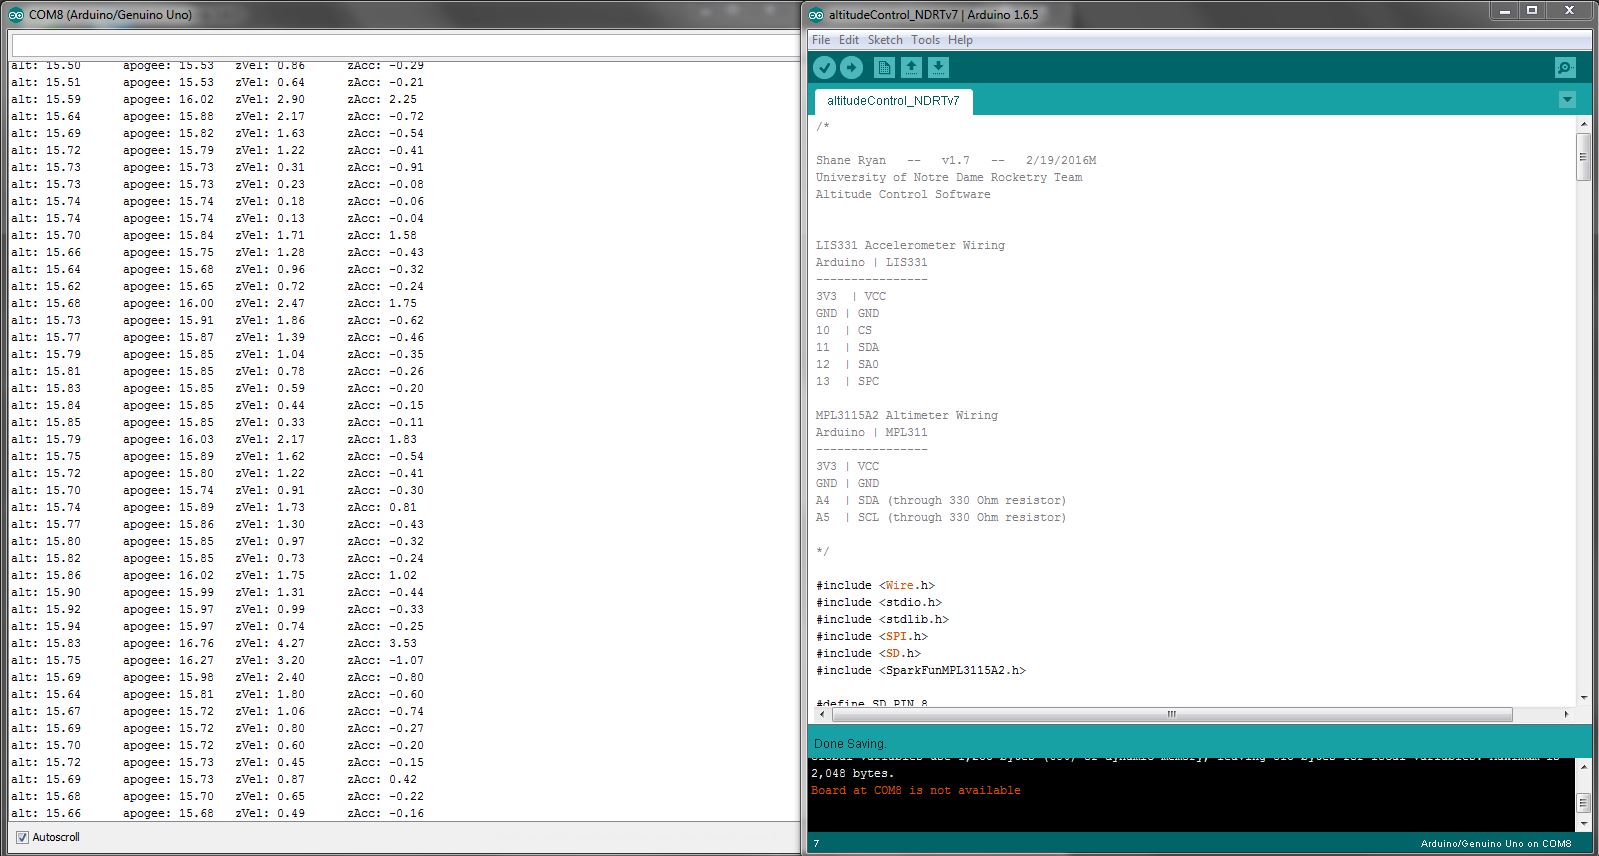 COM8 (Arduino/Genuino Uno)
alt: 15.50 apogee: 15.53 zVel: 0.86 zAcc: -0.29
alt: 15.51 apogee: 15.53 zVel: 0.64 zAcc: -0.21
alt: 15.59 apogee: 16.02 zVel: 2.90 zAcc: 2.25
alt: 15.64 apogee: 15.88 zVel: 2.17 zAcc: -0.72
alt: 15.69 apogee: 15.82 zVel: 1.63 zAcc: -0.54
alt: 15.72 apogee: 15.79 zVel: 1.22 zAcc: -0.41
alt: 15.73 apogee: 15.73 zVel: 0.31 zAcc: -0.91
alt: 15.73 apogee: 15.73 zVel: 0.23 zAcc: -0.08
alt: 15.74 apogee: 15.74 zVel: 0.18 zAcc: -0.06
alt: 15.74 apogee: 15.74 zVel: 0.13 zAcc: -0.04
alt: 15.70 apogee: 15.84 zVel: 1.71 zAcc: 1.58
alt: 15.66 apogee: 15.75 zVel: 1.28 zAcc: -0.43
alt: 15.64 apogee: 15.68 zVel: 0.96 zAcc: -0.32
alt: 15.62 apogee: 15.65 zVel: 0.72 zAcc: -0.24
alt: 15.68 apogee: 16.00 zVel: 2.47 zAcc: 1.75
alt: 15.73 apogee: 15.91 zVel: 1.86 zAcc: -0.62
alt: 15.77 apogee: 15.87 zVel: 1.39 zAcc: -0.46
alt: 15.79 apogee: 15.85 zVel: 1.04 zAcc: -0.35
alt: 15.81 apogee: 15.85 zVel: 0.78 zAcc: -0.26
alt: 15.83 apogee: 15.85 zVel: 0.59 zAcc: -0.20
alt: 15.84 apogee: 15.85 zVel: 0.44 zAcc: -0.15
alt: 15.85 apogee: 15.85 zVel: 0.33 zAcc: -0.11
alt: 15.79 apogee: 16.03 zVel: 2.17 zAcc: 1.83
alt: 15.75 apogee: 15.89 zVel: 1.62 zAcc: -0.54
alt: 15.72 apogee: 15.80 zVel: 1.22 zAcc: -0.41
alt: 15.70 apogee: 15.74 zVel: 0.91 zAcc: -0.30
alt: 15.74 apogee: 15.89 zVel: 1.73 zAcc: 0.81
alt: 15.77 apogee: 15.86 zVel: 1.30 zAcc: -0.43
alt: 15.80 apogee: 15.85 zVel: 0.97 zAcc: -0.32
alt: 15.82 apogee: 15.85 zVel: 0.73 zAcc: -0.24
alt: 15.86 apogee: 16.02 zVel: 1.75 zAcc: 1.02
alt: 15.90 apogee: 15.99 zVel: 1.31 zAcc: -0.44
alt: 15.92 apogee: 15.97 zVel: 0.99 zAcc: -0.33
alt: 15.94 apogee: 15.97 zVel: 0.74 zAcc: -0.25
alt: 15.83 apogee: 16.76 zVel: 4.27 zAcc: 3.53
alt: 15.75 apogee: 16.27 zVel: 3.20 zAcc: -1.07
alt: 15.69 apogee: 15.98 zVel: 2.40 zAcc: -0.80
alt: 15.64 apogee: 15.81 zVel: 1.80 zAcc: -0.60
alt: 15.67 apogee: 15.72 zVel: 1.06 zAcc: -0.74
alt: 15.69 apogee: 15.72 zVel: 0.80 zAcc: -0.27
alt: 15.70 apogee: 15.72 zVel: 0.60 zAcc: -0.20
alt: 15.72 apogee: 15.73 zVel: 0.45 zAcc: -0.15
alt: 15.69 apogee: 15.73 zVel: 0.87 zAcc: 0.42
alt: 15.68 apogee: 15.70 zVel: 0.65 zAcc: -0.22
alt: 15.66 apogee: 15.68 zVel: 0.49 zAcc: -0.16
Autoscroll
altitudeControl_NDRTv7 | Arduino 1.6.5
File Edit Sketch Tools Help
altitudeControl_NDRTv7
/*
Shane Ryan -- v1.7 -- 2/19/2016M
University of Notre Dame Rocketry Team
Altitude Control Software
LIS331 Accelerometer Wiring
Arduino | LIS331
----------------
3V3 | VCC
GND | GND
10 | CS
11 | SDA
12 | SA0
13 | SPC
MPL3115A2 Altimeter Wiring
Arduino | MPL311
----------------
3V3 | VCC
GND | GND
A4 | SDA (through 330 Ohm resistor)
A5 | SCL (through 330 Ohm resistor)
*/
#include <Wire.h>
#include <stdio.h>
#include <stdlib.h>
#include <SPI.h>
#include <SD.h>
#include <SparkFunMPL3115A2.h>
#define SD_PIN 8
Done Saving.
2,048 bytes.
Board at COM8 is not available
7
Arduino/Genuino Uno on COM8